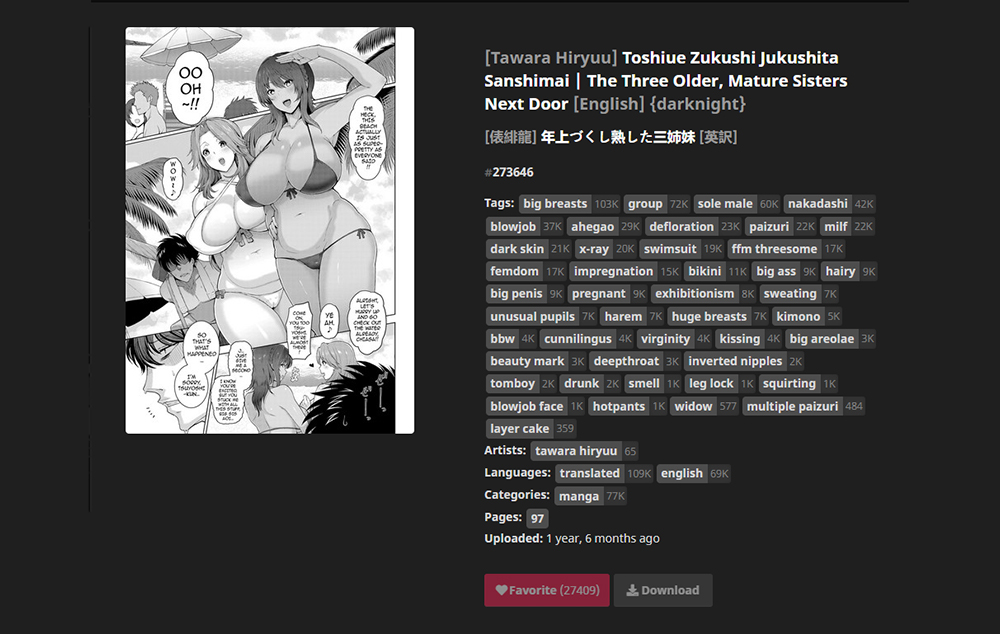 OO
OH
~!!
THE
HECK,
THIS
BEACH
ACTUALLY
IS JUST
AS SUPER-
PRETTY AS
EVERYONE
SAID
!!
WOW
2♪
SO
THAT'S
WHAT
HAPPENED
...
I'M
SORRY,
TSUYOSHI
-KUN...
J...
JUST
GIVE
ME A
SECOND
I KNOW
YOU'RE
EXCITED,
BUT YOU
STUCK ME
WITH ALL
THIS STUFF,
COME
ON,
YOU TOO
TSU-
YOSHI.
WE'RE
ALMOST
THERE
YE
AH
♪
ALRIGHT,
LET'S
HURRY UP
AND GO
CHECK OUT
THE WATER
ALREADY,
[Tawara Hiryuu] Toshiue Zukushi Jukushita
Sanshimai | The Three Older, Mature Sisters
Next Door [English] {darknight}
[俵緋龍] 年上づくし熟した三姉妹 [英訳]
#273646
Tags: big breasts 103K group 72K sole male 60K nakadashi 42K
blowjob 37K ahegao 29K defloration 23K paizuri 22K milf 22K
dark skin 21K x-ray 20K swimsuit 19K ffm threesome 17K
femdom 17K impregnation 15K bikini 11K big ass 9K hairy 9K
big penis 9K pregnant 9K exhibitionism 8K sweating 7K
unusual pupils 7K harem 7K huge breasts 7K kimono 5K
bbw 4K cunnilingus 4K virginity 4K kissing 4K big areolae 3K
beauty mark 3K deepthroat 3K inverted nipples 2K
tomboy 2K drunk 2K smell 1K leg lock 1K squirting 1K
blowjob face 1K hotpants 1K widow 577 multiple paizuri 484
layer cake 359
Artists: tawara hiryuu 65
Languages: translated 109K english 69K
Categories: manga 77K
Pages: 97
Uploaded: 1 year, 6 months ago
Favorite (27409) Download